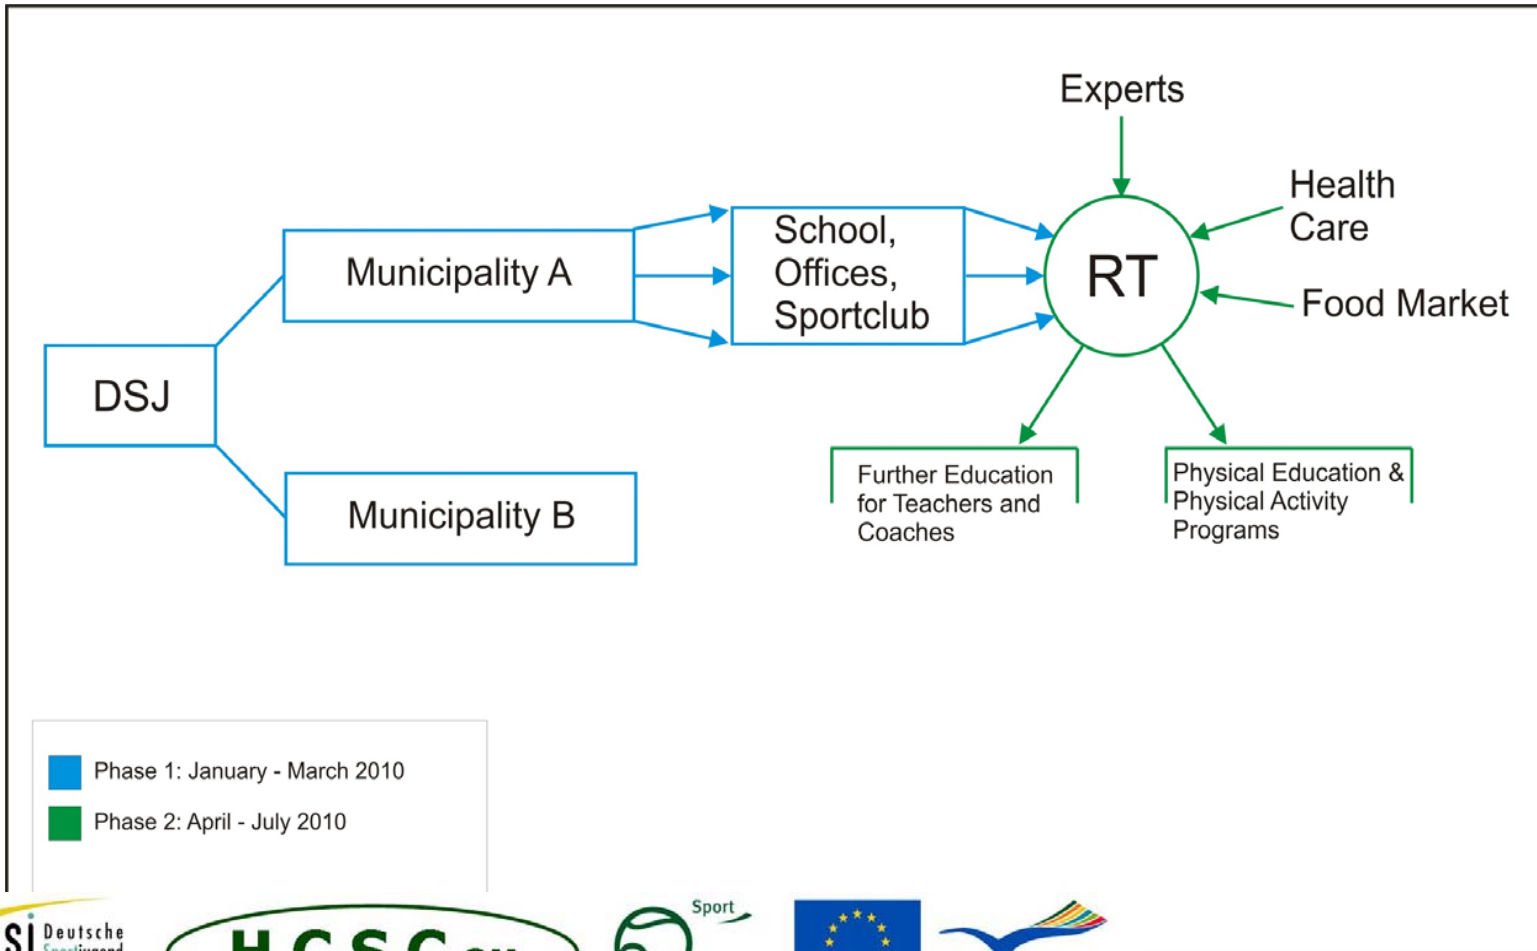 Experts
Health
Care
Food Market
RT
School,
Offices,
Sportclub
Municipality A
DSJ
Municipality B
Further Education
for Teachers and
Coaches
Physical Education &
Physical Activity
Programs
Phase 1: January - March 2010
Phase 2: April - July 2010
Deutsche
Sport
HCSC